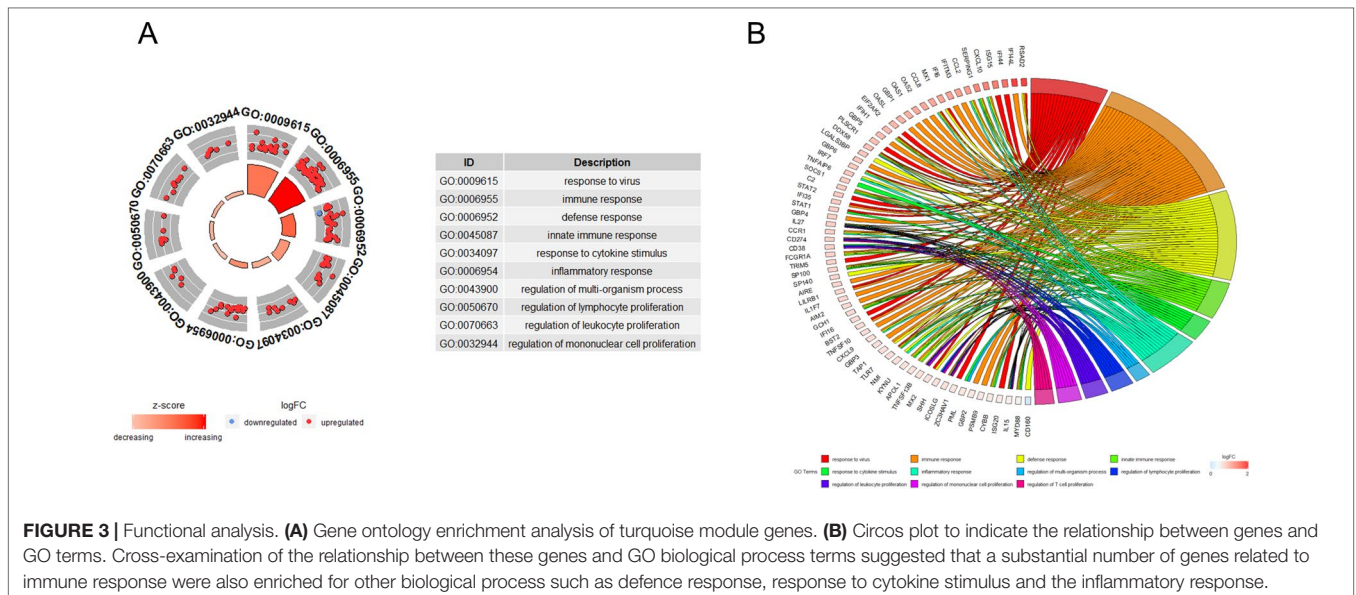 A
GO:0009615
GO:0006955
GO:0006952
GO:0045087
GO:0034097
GO:0006954
GO:0043900
GO:0050670
GO:0070663
GO:0032944
z-score
decreasing increasing
logFC
downregulated upregulated
ID Description
GO:0009615 response to virus
GO:0006955 immune response
GO:0006952 defense response
GO:0045087 innate immune response
GO:0034097 response to cytokine stimulus
GO:0006954 inflammatory response
GO:0043900 regulation of multi-organism process
GO:0050670 regulation of lymphocyte proliferation
GO:0070663 regulation of leukocyte proliferation
GO:0032944 regulation of mononuclear cell proliferation
B
RSAD2
IFI44L
IFI44
ISG15
CXCL10
SERPING1
CCL2
IFITM3
IFI6
MX1
CCL8
OAS2
OAS1
GBP1
OASL
EIF2AK2
IFIH1
GBP5
PLSCR1
DDX58
LGALS3BP
GBP6
IRF7
TNFAIP6
SOCS1
C2
STAT2
IFI35
STAT1
GBP4
IL27
CCR1
CD274
CD38
FCGR1A
TRIM5
SP100
SP140
AIRE
LILRB1
IL1F7
AIM2
GCH1
IFI16
BST2
TNFSF10
CXCL9
GBP3
TAP1
TLR7
NMI
KYNU
APOL1
TNFSF13B
MX2
SHH
ICOSLG
ZC3HAV1
PML
GBP2
PSMB9
CYBB
ISG20
IL15
MYD88
CD160
GO Terms
response to virus immune response defense response innate immune response
response to cytokine stimulus inflammatory response regulation of multi-organism process regulation of lymphocyte proliferation
regulation of leukocyte proliferation regulation of mononuclear cell proliferation regulation of T cell proliferation
logFC
0 2
FIGURE 3 | Functional analysis. (A) Gene ontology enrichment analysis of turquoise module genes. (B) Circos plot to indicate the relationship between genes and
GO terms. Cross-examination of the relationship between these genes and GO biological process terms suggested that a substantial number of genes related to
immune response were also enriched for other biological process such as defence response, response to cytokine stimulus and the inflammatory response.